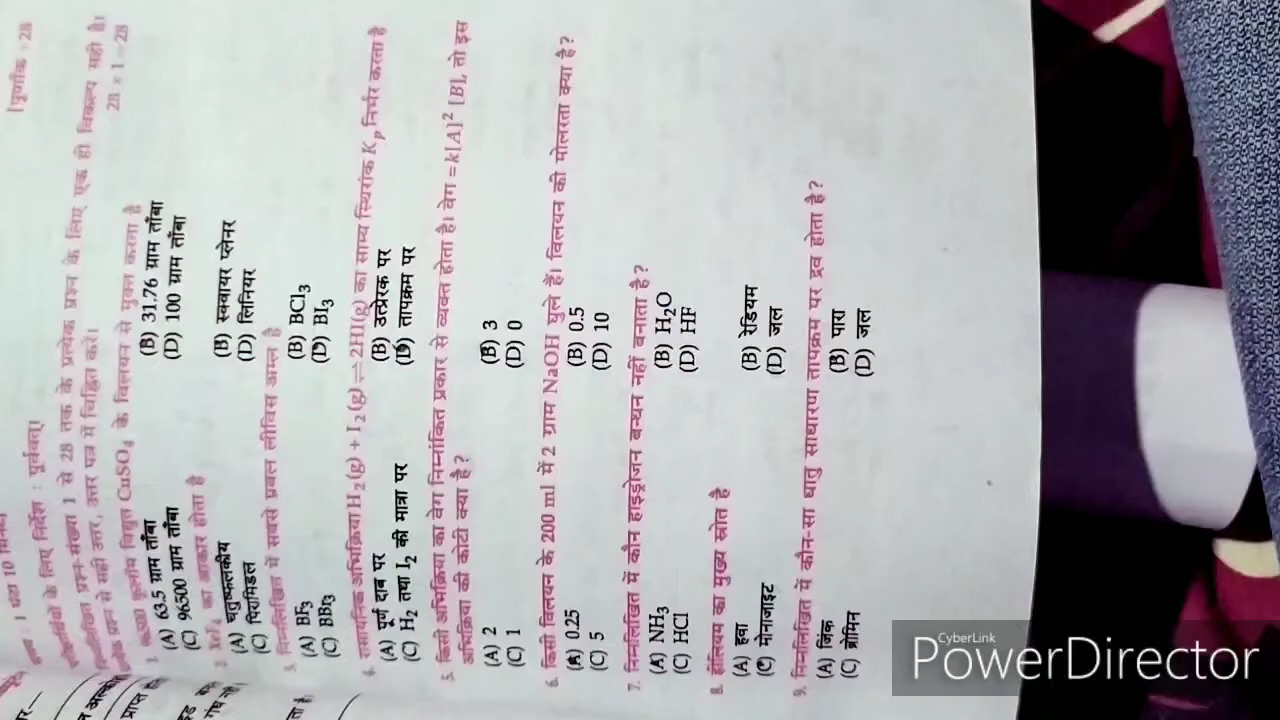 [पूर्णांक : 28
समय : 1 घंटा 10 मिनट]
के लिए निर्देश : पूर्ववत्।
निम्नलिखित प्रश्न-संख्या 1 से 28 तक के प्रत्येक प्रश्न के लिए एक ही विकल्प सही है।
प्रत्येक प्रश्न से सही उत्तर, उत्तर पत्र में चिह्नित करें।
28 × 1 = 28
1. 96500 कूलॉम विद्युत CuSO₄ के विलयन से मुक्त करता है
(A) 63.5 ग्राम ताँबा (B) 31.76 ग्राम ताँबा
(C) 96500 ग्राम ताँबा (D) 100 ग्राम ताँबा
2. XeF₄ का आकार होता है
(A) चतुष्फलकीय (B) स्क्वायर प्लेनर
(C) पिरामिडल (D) लिनियर
3. निम्नलिखित में सबसे प्रबल लीविस अम्ल है
(A) BF₃ (B) BCl₃
(C) BBr₃ (D) BI₃
4. रासायनिक अभिक्रिया H₂(g) + I₂(g) ⇌ 2HI(g) का साम्य स्थिरांक Kₚ निर्भर करता है
(A) पूर्ण दाब पर (B) उत्प्रेरक पर
(C) H₂ तथा I₂ की मात्रा पर (D) तापक्रम पर
5. किसी अभिक्रिया का वेग निम्नांकित प्रकार से व्यक्त होता है। वेग = k[A]² [B], तो इस
अभिक्रिया की कोटी क्या है?
(A) 2 (B) 3
(C) 1 (D) 0
6. किसी विलयन के 200 ml में 2 ग्राम NaOH घुले हैं। विलयन की मोलरता क्या है?
(A) 0.25 (B) 0.5
(C) 5 (D) 10
7. निम्नलिखित में कौन हाइड्रोजन बन्धन नहीं बनाता है?
(A) NH₃ (B) H₂O
(C) HCl (D) HF
8. हीलियम का मुख्य स्रोत है
(A) हवा (B) रेडियम
(C) मोनाजाइट (D) जल
9. निम्नलिखित में कौन-सा धातु साधारण तापक्रम पर द्रव होता है?
(A) जिंक (B) पारा
(C) ब्रोमिन (D) जल
CyberLink
PowerDirector